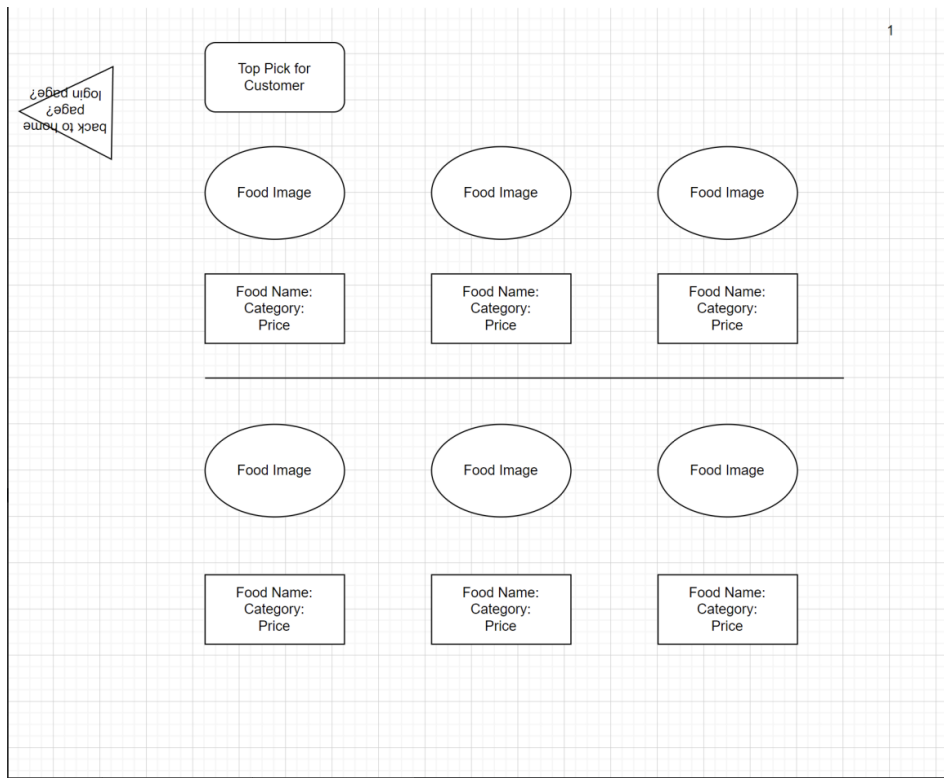 1
Top Pick for
Customer
back to home
page?
login page?
Food Image
Food Image
Food Image
Food Name:
Category:
Price
Food Name:
Category:
Price
Food Name:
Category:
Price
Food Image
Food Image
Food Image
Food Name:
Category:
Price
Food Name:
Category:
Price
Food Name:
Category:
Price